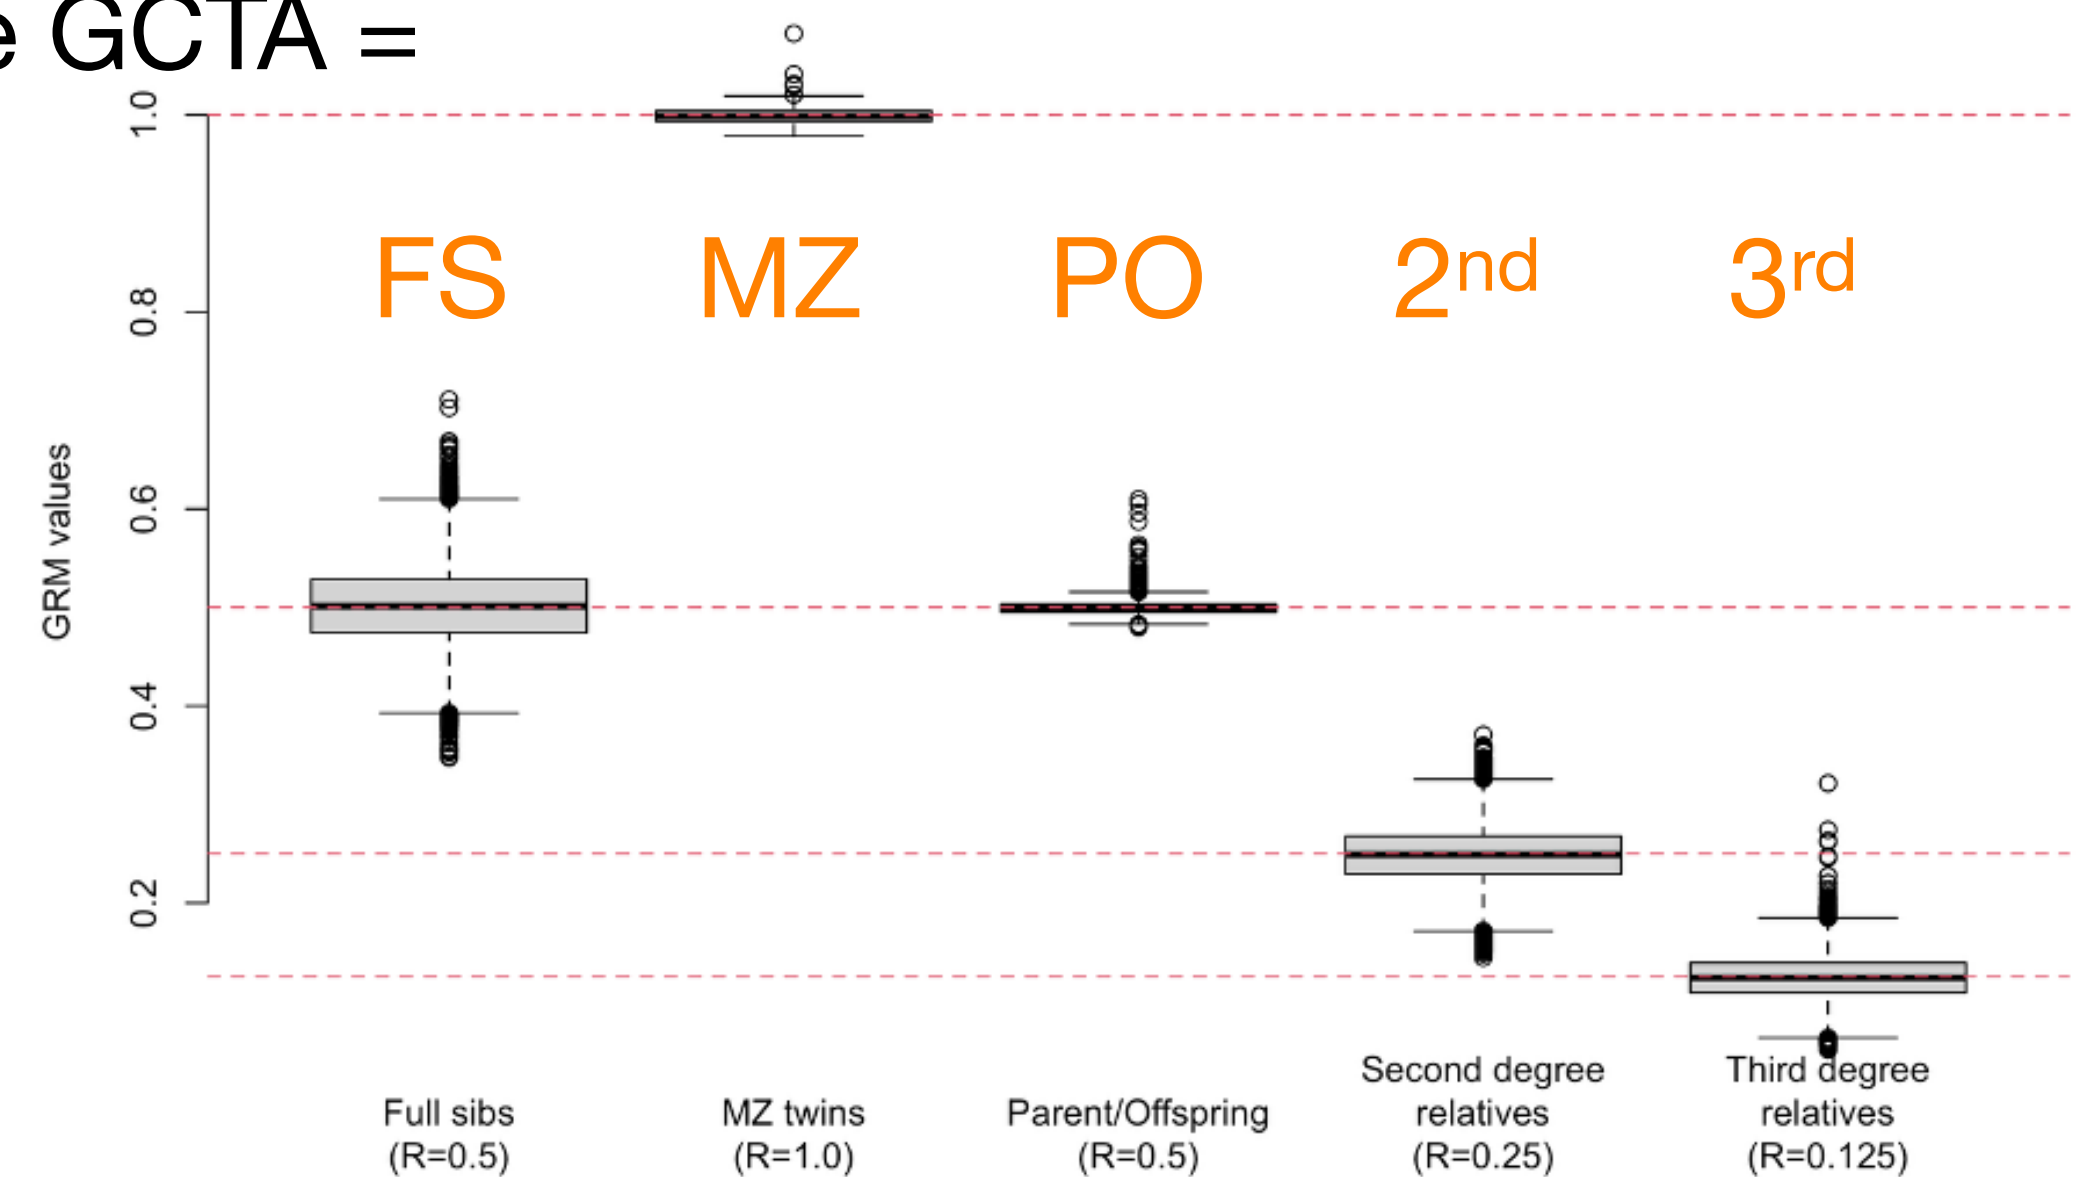 e GCTA =
1.0
0.8
0.6
0.4
0.2
GRM values
FS MZ PO 2nd 3rd
Full sibs
(R=0.5)
MZ twins
(R=1.0)
Parent/Offspring
(R=0.5)
Second degree
relatives
(R=0.25)
Third degree
relatives
(R=0.125)